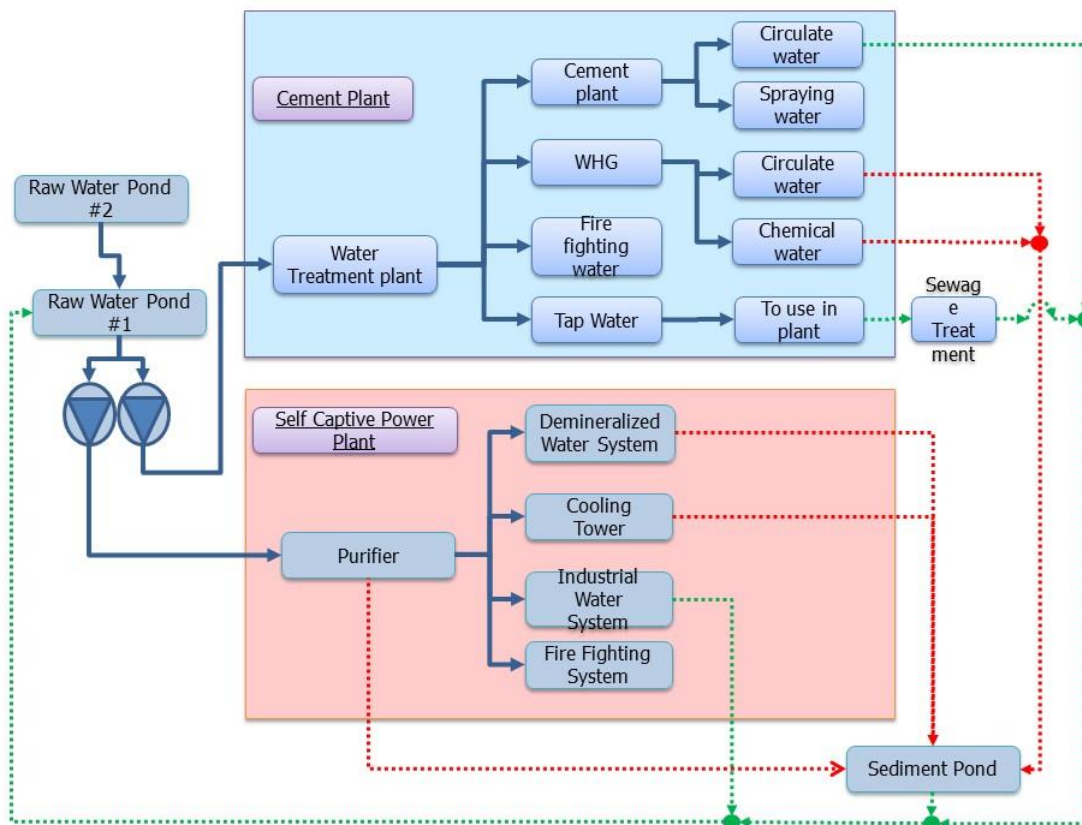 Circulate
water
Cement
plant
Cement Plant
Spraying
water
WHG
Circulate
water
Raw Water Pond
#2
Fire
fighting
water
Chemical
water
Water
Treatment plant
Raw Water Pond
#1
Tap Water
To use in
plant
Sewag
e
Treat
ment
Self Captive Power
Plant
Demineralized
Water System
Cooling
Tower
Purifier
Industrial
Water
System
Fire Fighting
System
Sediment Pond